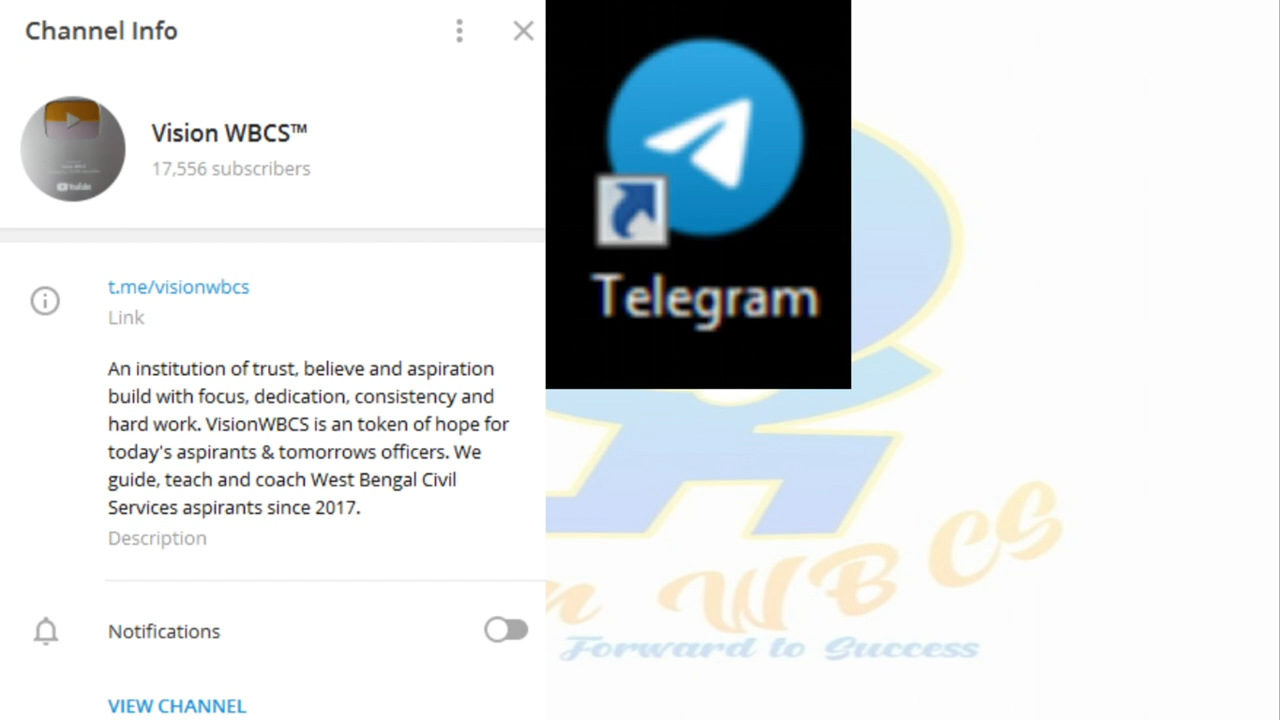 Channel Info
Vision WBCS™
17,556 subscribers
t.me/visionwbcs
Link
An institution of trust, believe and aspiration
build with focus, dedication, consistency and
hard work. VisionWBCS is an token of hope for
today's aspirants & tomorrows officers. We
guide, teach and coach West Bengal Civil
Services aspirants since 2017.
Description
Notifications
VIEW CHANNEL
Telegram
n WBCS
Forward to Success
YouTube